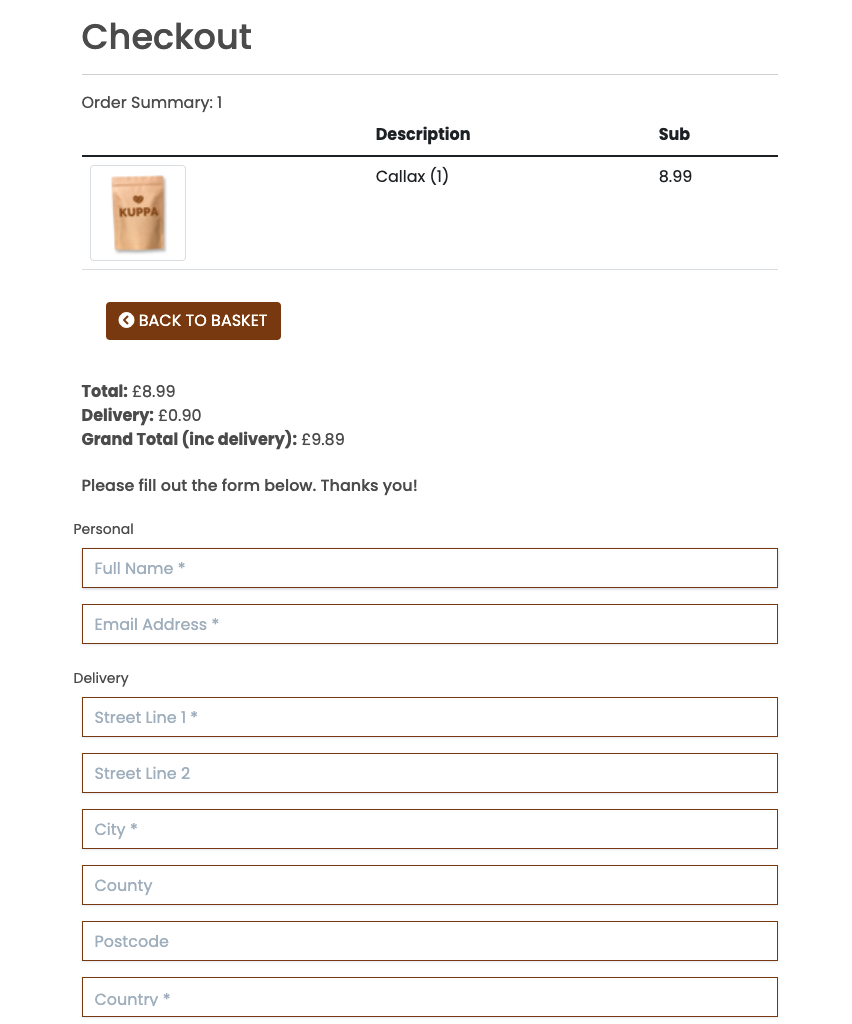 Checkout
Order Summary: 1
Description Sub
KUPPA
Callax (1) 8.99
BACK TO BASKET
Total: £8.99
Delivery: £0.90
Grand Total (inc delivery): £9.89
Please fill out the form below. Thanks you!
Personal
Full Name *
Email Address *
Delivery
Street Line 1 *
Street Line 2
City *
County
Postcode
Country *